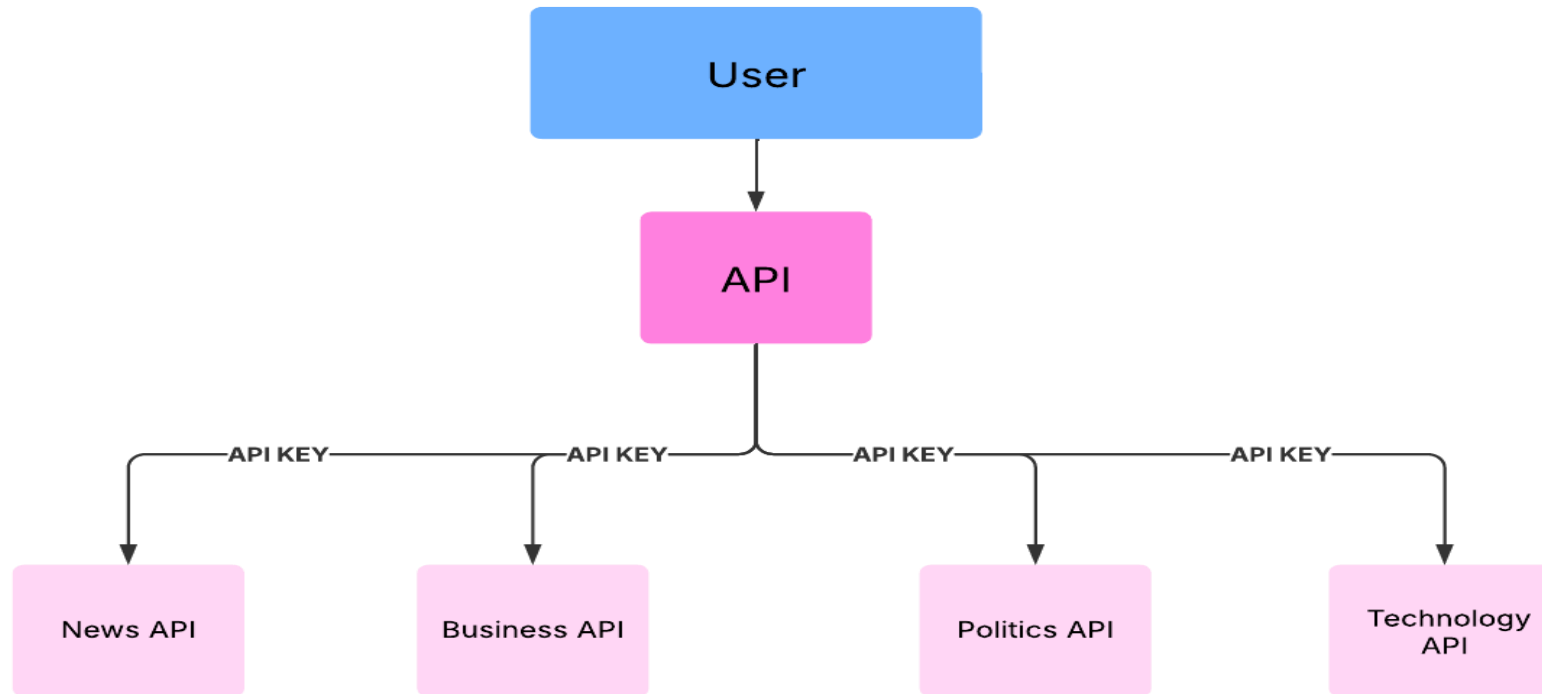 User
API
API KEY
API KEY
API KEY
API KEY
News API
Business API
Politics API
Technology
API